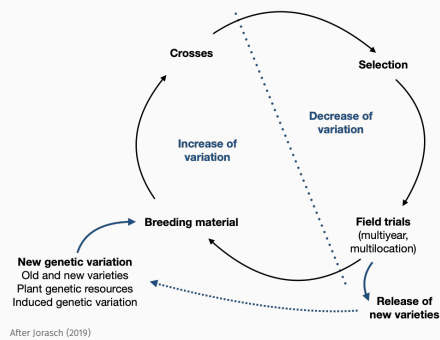 Crosses
Selection
Decrease of
variation
Increase of
variation
Breeding material
Field trials
(multiyear,
multilocation)
New genetic variation
Old and new varieties
Plant genetic resources
Induced genetic variation
Release of
new varieties
After Jorasch (2019)